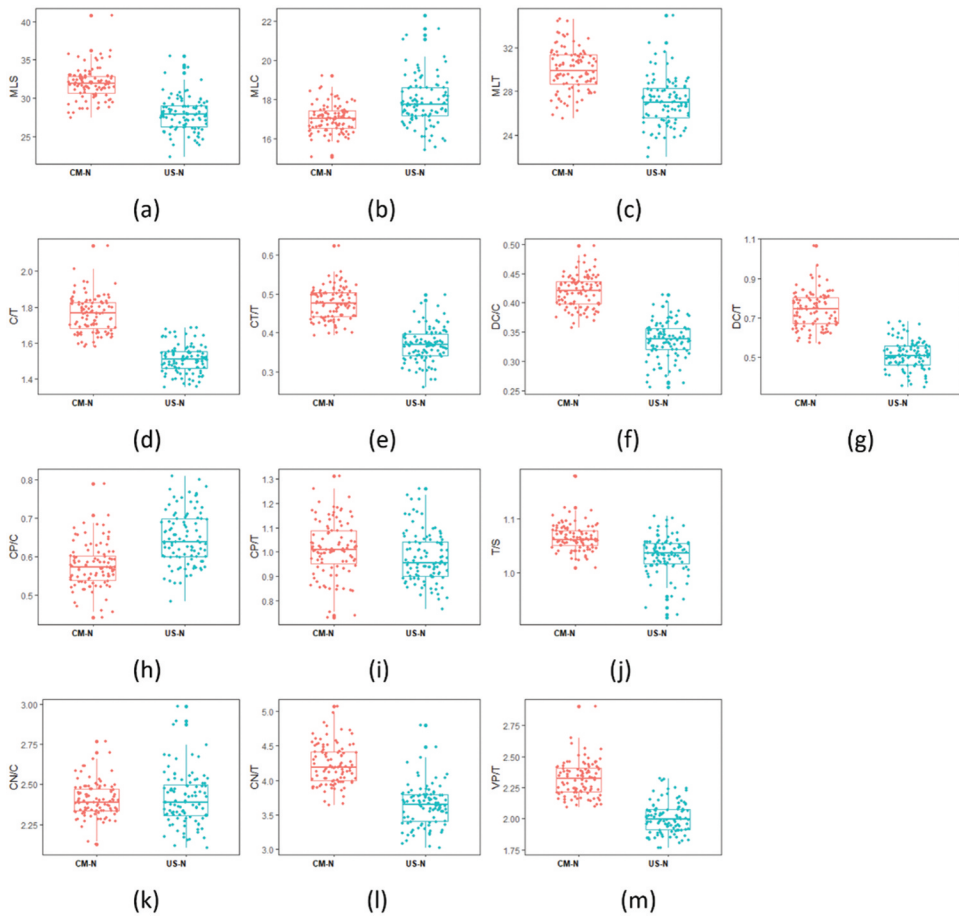 MLS
40
35
30
25
CM-N US-N
(a)
MLC
22
20
18
16
CM-N US-N
(b)
MLT
32
28
24
CM-N US-N
(c)
C/T
2.0
1.8
1.6
1.4
CM-N US-N
(d)
CT/T
0.6
0.5
0.4
0.3
CM-N US-N
(e)
DC/C
0.50
0.45
0.40
0.35
0.30
0.25
CM-N US-N
(f)
DC/T
1.1
0.9
0.7
0.5
CM-N US-N
(g)
CP/C
0.8
0.7
0.6
0.5
CM-N US-N
(h)
CP/T
1.3
1.2
1.1
1.0
0.9
0.8
CM-N US-N
(i)
T/S
1.1
1.0
CM-N US-N
(j)
CN/C
3.00
2.75
2.50
2.25
CM-N US-N
(k)
CN/T
5.0
4.5
4.0
3.5
3.0
CM-N US-N
(l)
VP/T
2.75
2.50
2.25
2.00
1.75
CM-N US-N
(m)